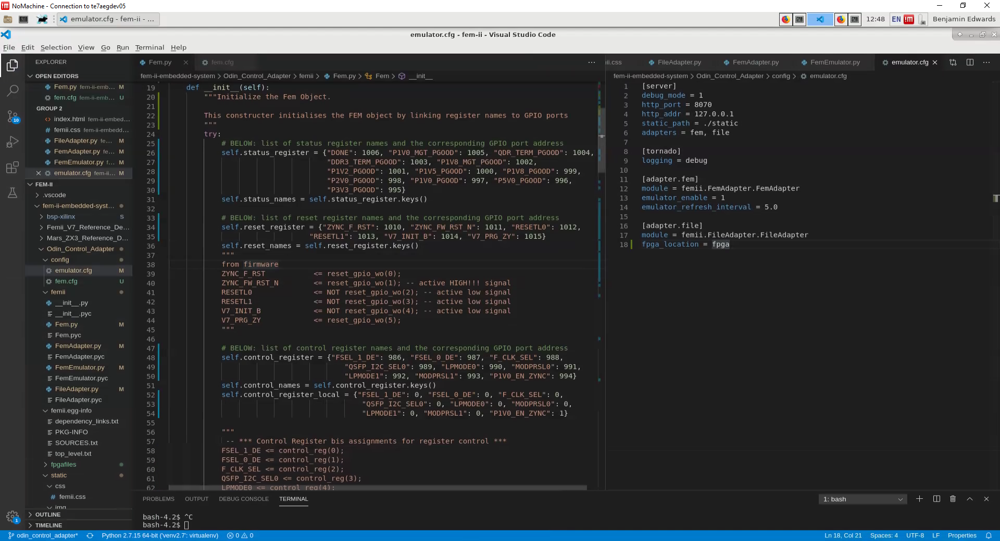 NoMachine - Connection to te7aegdev05
emulator.cfg - fem-ii - ...
12:48
EN
Benjamin Edwards
emulator.cfg - fem-ii - Visual Studio Code
File Edit Selection View Go Run Terminal Help
EXPLORER
OPEN EDITORS
Fem.py fem-ii-emb... M
fem.cfg fem-ii-emb... U
GROUP 2
index.html fem-ii-embed...
femii.css fem-ii-embedd...
FileAdapter.py fe... M
FemAdapter.py fe... M
FemEmulator.py f... M
emulator.cfg fem-ii... M
FEM-II
.vscode
fem-ii-embedded-syst...
bsp-xilinx S
Femii_V7_Reference_De...
Mars_ZX3_Reference_D...
Odin_Control_Adapter
config
emulator.cfg M
fem.cfg U
femii
__init__.py
__init__.pyc
Fem.py M
Fem.pyc
FemAdapter.py M
FemAdapter.pyc
FemEmulator.py M
FemEmulator.pyc
FileAdapter.py M
FileAdapter.pyc
femii.egg-info
dependency_links.txt
PKG-INFO
SOURCES.txt
top_level.txt
fpgafiles
static
css
femii.css
img
OUTLINE
TIMELINE
10
1
Fem.py
fem.cfg
fem-ii-embedded-system > Odin_Control_Adapter > femii > Fem.py > Fem > __init__
19 def __init__(self):
20 """Initialize the Fem Object.
21
22 This constructer initialises the FEM object by linking register names to GPIO ports
23 """
24 try:
25 # BELOW: list of status register names and the corresponding GPIO port address
26 self.status_register = {"DONE": 1006, "P1V0_MGT_PGOOD": 1005, "QDR_TERM_PGOOD": 1004,
27 "DDR3_TERM_PGOOD": 1003, "P1V8_MGT_PGOOD": 1002,
28 "P1V2_PGOOD": 1001, "P1V5_PGOOD": 1000, "P1V8_PGOOD": 999,
29 "P2V0_PGOOD": 998, "P1V0_PGOOD": 997, "P5V0_PGOOD": 996,
30 "P3V3_PGOOD": 995}
31 self.status_names = self.status_register.keys()
32
33 # BELOW: list of reset register names and the corresponding GPIO port address
34 self.reset_register = {"ZYNC_F_RST": 1010, "ZYNC_FW_RST_N": 1011, "RESETL0": 1012,
35 "RESETL1": 1013, "V7_INIT_B": 1014, "V7_PRG_ZY": 1015}
36 self.reset_names = self.reset_register.keys()
37 """
38 from firmware
39 ZYNC_F_RST <= reset_gpio_wo(0);
40 ZYNC_FW_RST_N <= reset_gpio_wo(1); -- active HIGH!!! signal
41 RESETL0 <= NOT reset_gpio_wo(2); -- active low signal
42 RESETL1 <= NOT reset_gpio_wo(3); -- active low signal
43 V7_INIT_B <= NOT reset_gpio_wo(4); -- active low signal
44 V7_PRG_ZY <= reset_gpio_wo(5);
45 """
46
47 # BELOW: list of control register names and the corresponding GPIO port address
48 self.control_register = {"FSEL_1_DE": 986, "FSEL_0_DE": 987, "F_CLK_SEL": 988,
49 "QSFP_I2C_SEL0": 989, "LPMODE0": 990, "MODPRSL0": 991,
50 "LPMODE1": 992, "MODPRSL1": 993, "P1V0_EN_ZYNC": 994}
51 self.control_names = self.control_register.keys()
52 self.control_register_local = {"FSEL_1_DE": 0, "FSEL_0_DE": 0, "F_CLK_SEL": 0,
53 "QSFP_I2C_SEL0": 0, "LPMODE0": 0, "MODPRSL0": 0,
54 "LPMODE1": 0, "MODPRSL1": 0, "P1V0_EN_ZYNC": 1}
55
56 """
57 -- *** Control Register bis assignments for register control ***
58 FSEL_1_DE <= control_reg(0);
59 FSEL_0_DE <= control_reg(1);
60 F_CLK_SEL <= control_reg(2);
61 QSFP_I2C_SEL0 <= control_reg(3);
62 LPMODE0 <= control_reg(4);
ii.css FileAdapter.py FemAdapter.py FemEmulator.py emulator.cfg
fem-ii-embedded-system > Odin_Control_Adapter > config > emulator.cfg
1 [server]
2 debug_mode = 1
3 http_port = 8070
4 http_addr = 127.0.0.1
5 static_path = ./static
6 adapters = fem, file
7
8 [tornado]
9 logging = debug
10
11 [adapter.fem]
12 module = femii.FemAdapter.FemAdapter
13 emulator_enable = 1
14 emulator_refresh_interval = 5.0
15
16 [adapter.file]
17 module = femii.FileAdapter.FileAdapter
18 fpga_location = fpga
PROBLEMS OUTPUT DEBUG CONSOLE TERMINAL
1: bash
bash-4.2$ ^C
bash-4.2$
odin_control_adapter* Python 2.7.15 64-bit ('venv2.7': virtualenv) 0 0
Ln 18, Col 21 Spaces: 4 UTF-8 LF Properties